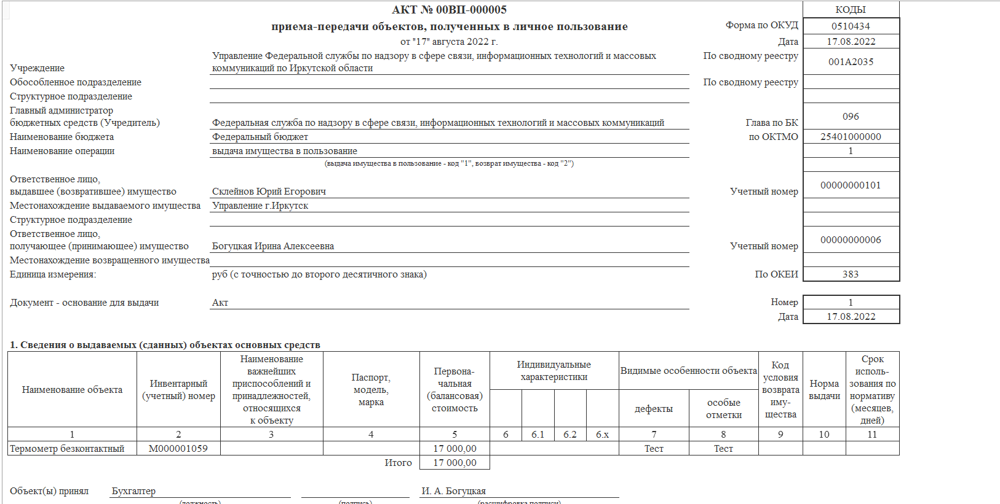 АКТ № 00ВП-000005
КОДЫ
приема-передачи объектов, полученных в личное пользование
Форма по ОКУД
0510434
от "17" августа 2022 г.
Дата
17.08.2022
Учреждение
Управление Федеральной службы по надзору в сфере связи, информационных технологий и массовых
коммуникаций по Иркутской области
По сводному реестру
001А2035
Обособленное подразделение
По сводному реестру
Структурное подразделение
Главный администратор
бюджетных средств (Учредитель)
Федеральная служба по надзору в сфере связи, информационных технологий и массовых коммуникаций
Глава по БК
096
Наименование бюджета
Федеральный бюджет
по ОКТМО
25401000000
Наименование операции
выдача имущества в пользование
1
(выдача имущества в пользование - код "1", возврат имущества - код "2")
Ответственное лицо,
выдавшее (возвратившее) имущество
Склейнов Юрий Егорович
Учетный номер
00000000101
Местонахождение выдаваемого имущества
Управление г.Иркутск
Структурное подразделение
Ответственное лицо,
получающее (принимающее) имущество
Богуцкая Ирина Алексеевна
Учетный номер
00000000006
Местонахождение возвращенного имущества
Единица измерения:
руб (с точностью до второго десятичного знака)
По ОКЕИ
383
Документ - основание для выдачи
Акт
Номер
1
Дата
17.08.2022
1. Сведения о выдаваемых (сданных) объектах основных средств
Наименование объекта
Инвентарный
(учетный) номер
Наименование
важнейших
приспособлений и
принадлежностей,
относящихся
к объекту
Паспорт,
модель,
марка
Первона-
чальная
(балансовая)
стоимость
Индивидуальные
характеристики
Видимые особенности объекта
дефекты
особые
отметки
Код
условия
возврата
иму-
щества
Норма
выдачи
Срок
исполь-
зования по
нормативу
(месяцев,
дней)
1 2 3 4 5 6 6.1 6.2 6.x 7 8 9 10 11
Термометр безконтактный М000001059 17 000,00 Тест Тест
Итого 17 000,00
Объект(ы) принял Бухгалтер И. А. Богуцкая
(должность) (подпись) (расшифровка подписи)